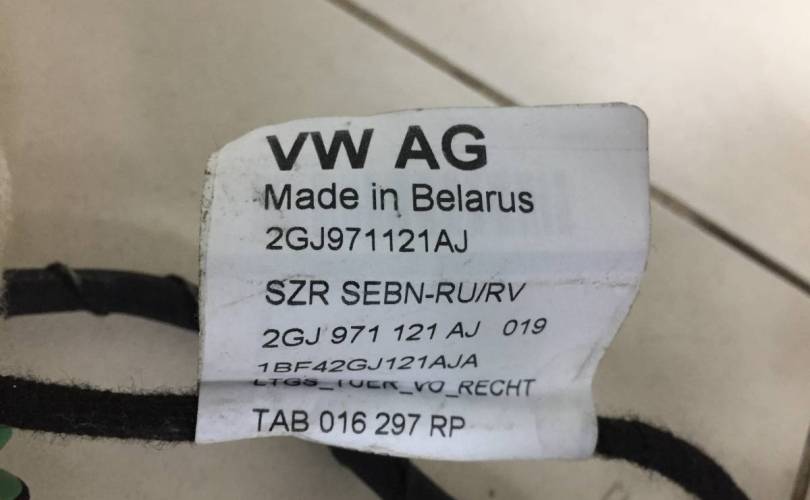 VW AG
Made in Belarus
2GJ971121AJ
SZR SEBN-RU/RV
2GJ 971 121 AJ 019
1BF42GJ121AJA
LTGS_TUER_VO_RECHT
TAB 016 297 RP